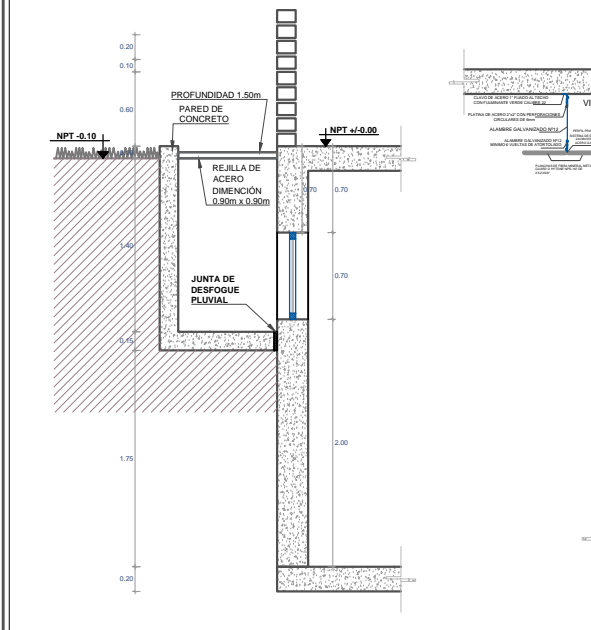 0.20
0.10
0.60
PROFUNDIDAD 1.50m
PARED DE
CONCRETO
NPT -0.10
NPT +/-0.00
REJILLA DE
ACERO
DIMENCIÓN
0.90m x 0.90m
0.70
0.70
1.40
0.70
JUNTA DE
DESFOGUE
PLUVIAL
0.15
1.75
2.00
0.20
VI
CLAVO DE ACERO 1" FIJADO AL TECHO
CON FULMINANTE VERDE CALIBRE 22
PLETINA DE ACERO 2"x2" CON PERFORACIONES
CIRCULARES DE 6mm
ALAMBRE GALVANIZADO Nº12
ALAMBRE GALVANIZADO Nº12
MINIMO 6 VUELTAS DE ATORTOLADO